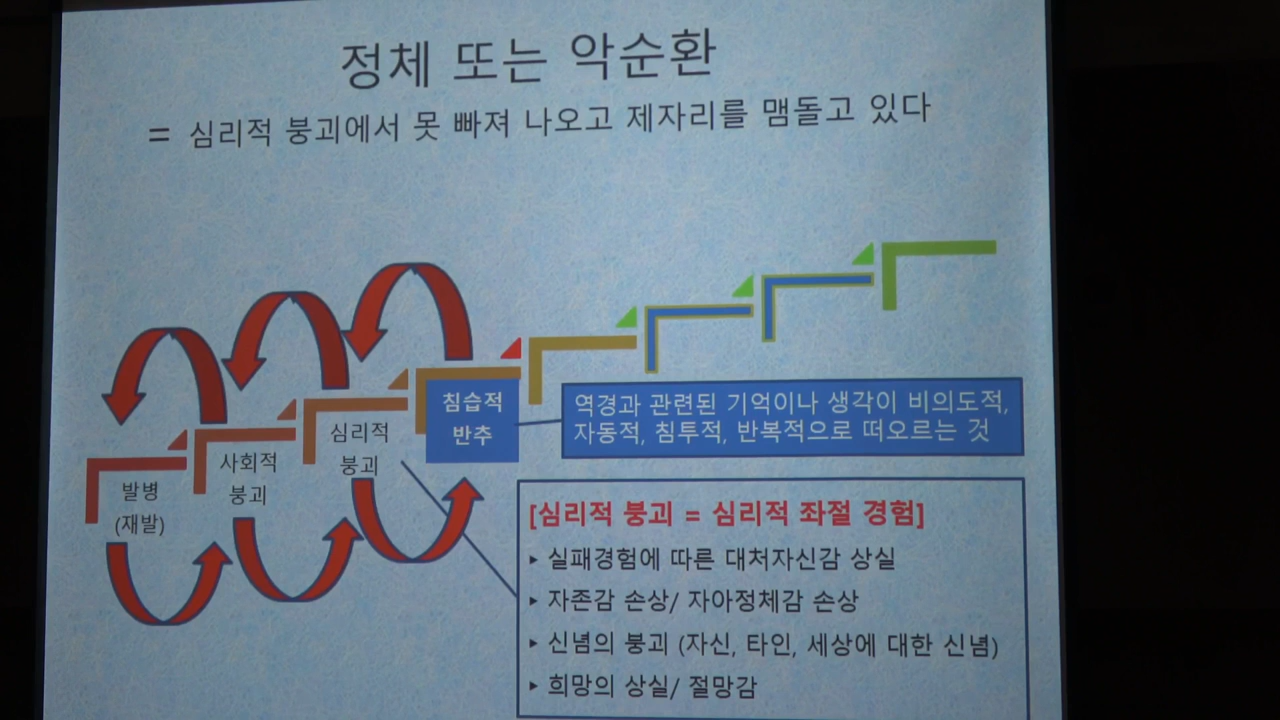 정체 또는 악순환
= 심리적 붕괴에서 못 빠져 나오고 제자리를 맴돌고 있다
발병
(재발)
사회적
붕괴
심리적
붕괴
침습적
반추
역경과 관련된 기억이나 생각이 비의도적,
자동적, 침투적, 반복적으로 떠오르는 것
[심리적 붕괴 = 심리적 좌절 경험]
▸ 실패경험에 따른 대처자신감 상실
▸ 자존감 손상/ 자아정체감 손상
▸ 신념의 붕괴 (자신, 타인, 세상에 대한 신념)
▸ 희망의 상실/ 절망감